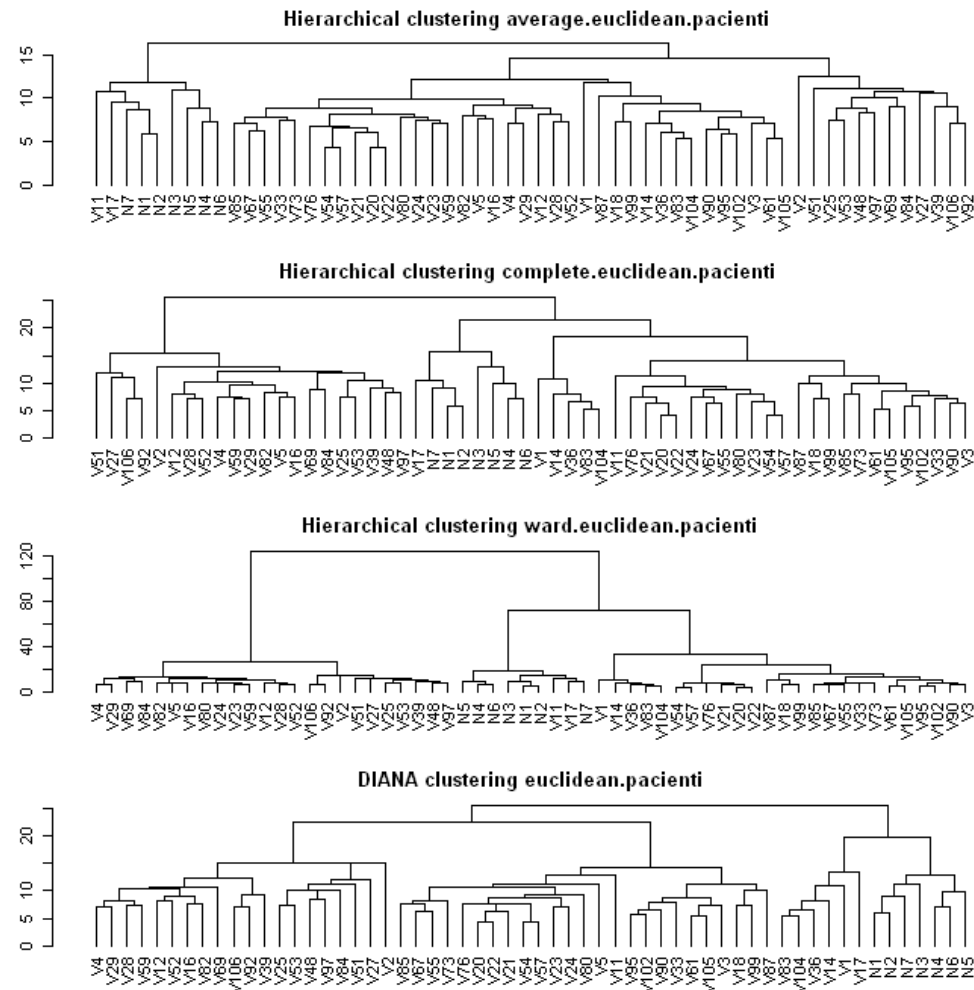 Hierarchical clustering average.euclidean.pacienti
15
10
5
0
V11 V17 N7 N1 N2 N3 N5 N4 N6 V85 V67 V55 V33 V73 V76 V54 V57 V21 V20 V22 V80 V24 V23 V59 V82 V5 V16 V4 V29 V12 V28 V52 V1 V87 V18 V99 V14 V36 V83 V104 V90 V95 V102 V3 V61 V105 V2 V51 V25 V53 V48 V97 V69 V84 V27 V39 V106 V92
Hierarchical clustering complete.euclidean.pacienti
20
10
5
0
V51 V27 V106 V92 V2 V12 V28 V52 V4 V59 V29 V82 V5 V16 V69 V84 V25 V53 V39 V48 V97 V17 N7 N1 N2 N3 N5 N4 N6 V1 V14 V36 V83 V104 V11 V76 V21 V20 V22 V24 V67 V55 V80 V23 V54 V57 V87 V18 V99 V85 V73 V61 V105 V95 V102 V33 V90 V3
Hierarchical clustering ward.euclidean.pacienti
120
80
40
0
V4 V29 V69 V84 V82 V5 V16 V80 V24 V23 V59 V12 V28 V52 V106 V92 V2 V51 V27 V25 V53 V39 V48 V97 N5 N4 N6 N3 N1 N2 V11 V17 N7 V1 V14 V36 V83 V104 V54 V57 V76 V21 V20 V22 V87 V18 V99 V85 V67 V55 V33 V73 V61 V105 V95 V102 V90 V3
DIANA clustering euclidean.pacienti
20
10
5
0
V4 V29 V28 V59 V12 V52 V16 V82 V69 V106 V92 V39 V25 V53 V48 V97 V84 V51 V27 V2 V85 V67 V55 V73 V76 V20 V22 V21 V54 V57 V23 V24 V80 V5 V11 V95 V102 V90 V33 V61 V105 V3 V18 V99 V87 V83 V104 V36 V14 V1 V17 N1 N2 N7 N3 N4 N6 N5